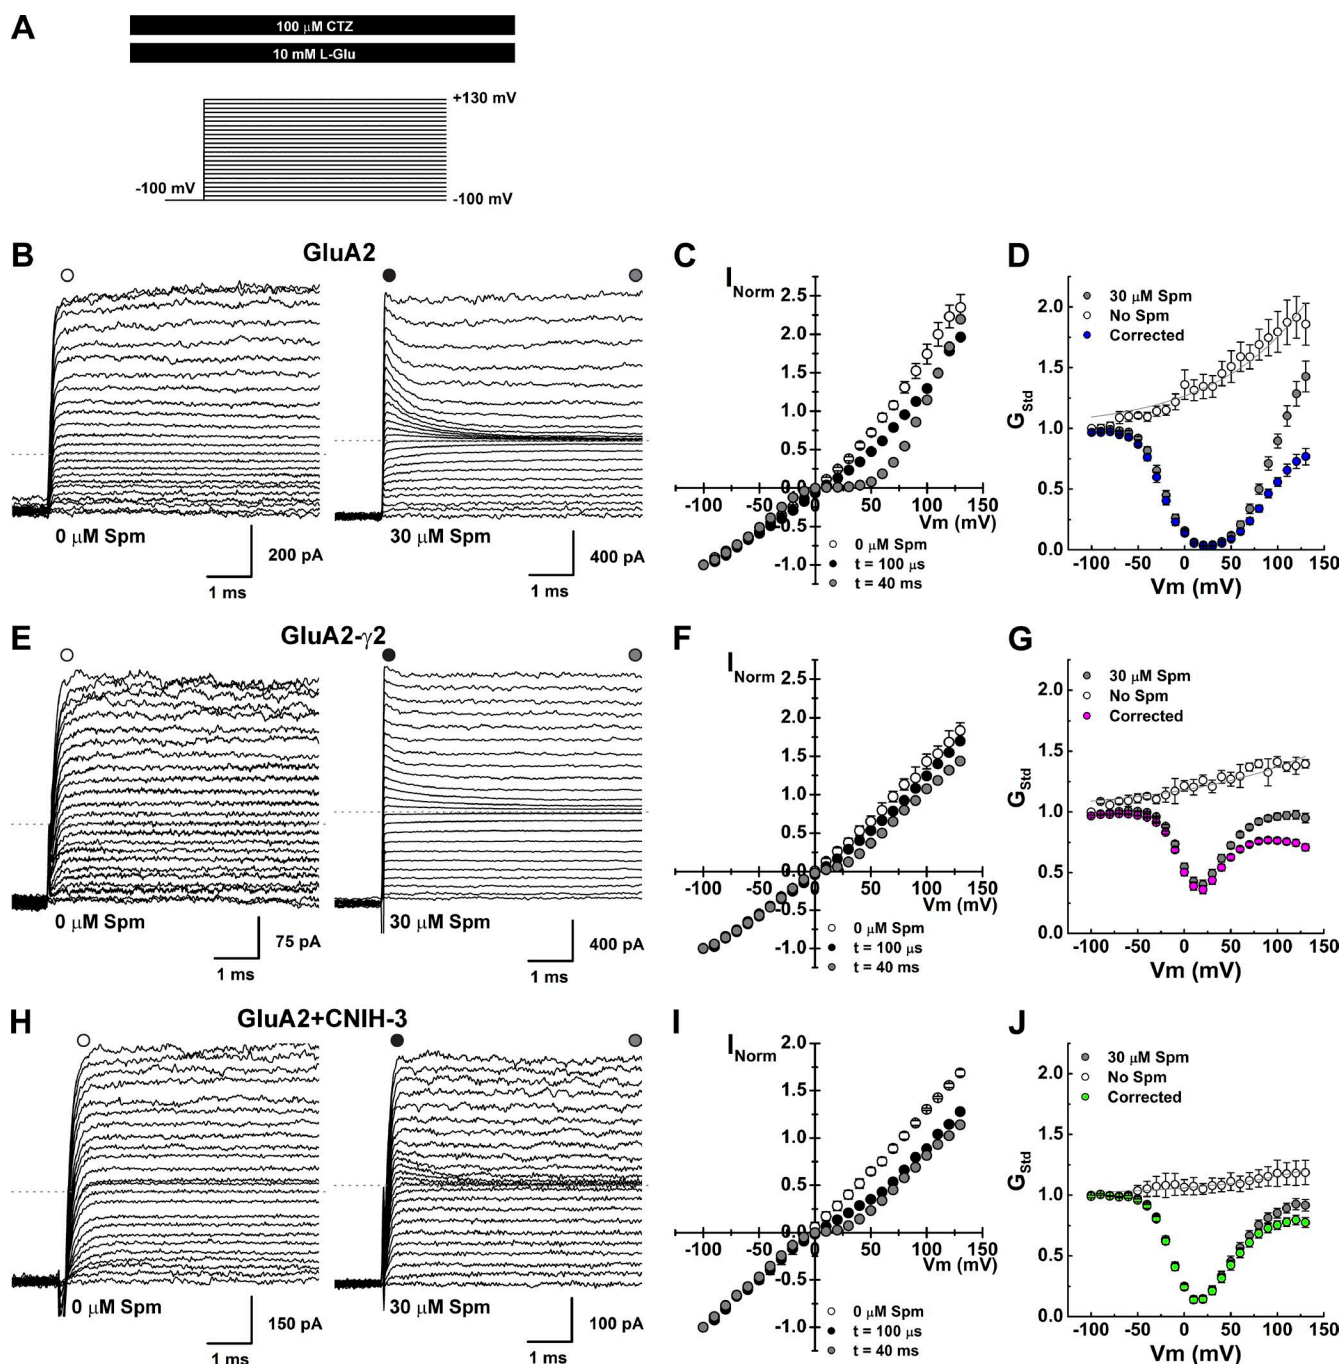 A
100 μM CTZ
10 mM L-Glu
+130 mV
-100 mV
-100 mV
B
GluA2
0 μM Spm
200 pA
1 ms
30 μM Spm
400 pA
1 ms
C
I Norm
2.5
2.0
1.5
1.0
0.5
0.0
-0.5
-1.0
-100
-50
0
50
100
150
Vm (mV)
0 μM Spm
t = 100 μs
t = 40 ms
D
30 μM Spm
No Spm
Corrected
G Std
2.0
1.5
1.0
0.5
0.0
-100
-50
0
50
100
150
Vm (mV)
E
GluA2-γ2
0 μM Spm
75 pA
1 ms
30 μM Spm
400 pA
1 ms
F
I Norm
2.5
2.0
1.5
1.0
0.5
0.0
-0.5
-1.0
-100
-50
0
50
100
150
Vm (mV)
0 μM Spm
t = 100 μs
t = 40 ms
G
30 μM Spm
No Spm
Corrected
G Std
2.0
1.5
1.0
0.5
0.0
-100
-50
0
50
100
150
Vm (mV)
H
GluA2+CNIH-3
0 μM Spm
150 pA
1 ms
30 μM Spm
100 pA
1 ms
I
I Norm
2.0
1.5
1.0
0.5
0.0
-0.5
-1.0
-100
-50
0
50
100
150
Vm (mV)
0 μM Spm
t = 100 μs
t = 40 ms
J
30 μM Spm
No Spm
Corrected
G Std
2.0
1.5
1.0
0.5
0.0
-100
-50
0
50
100
150
Vm (mV)